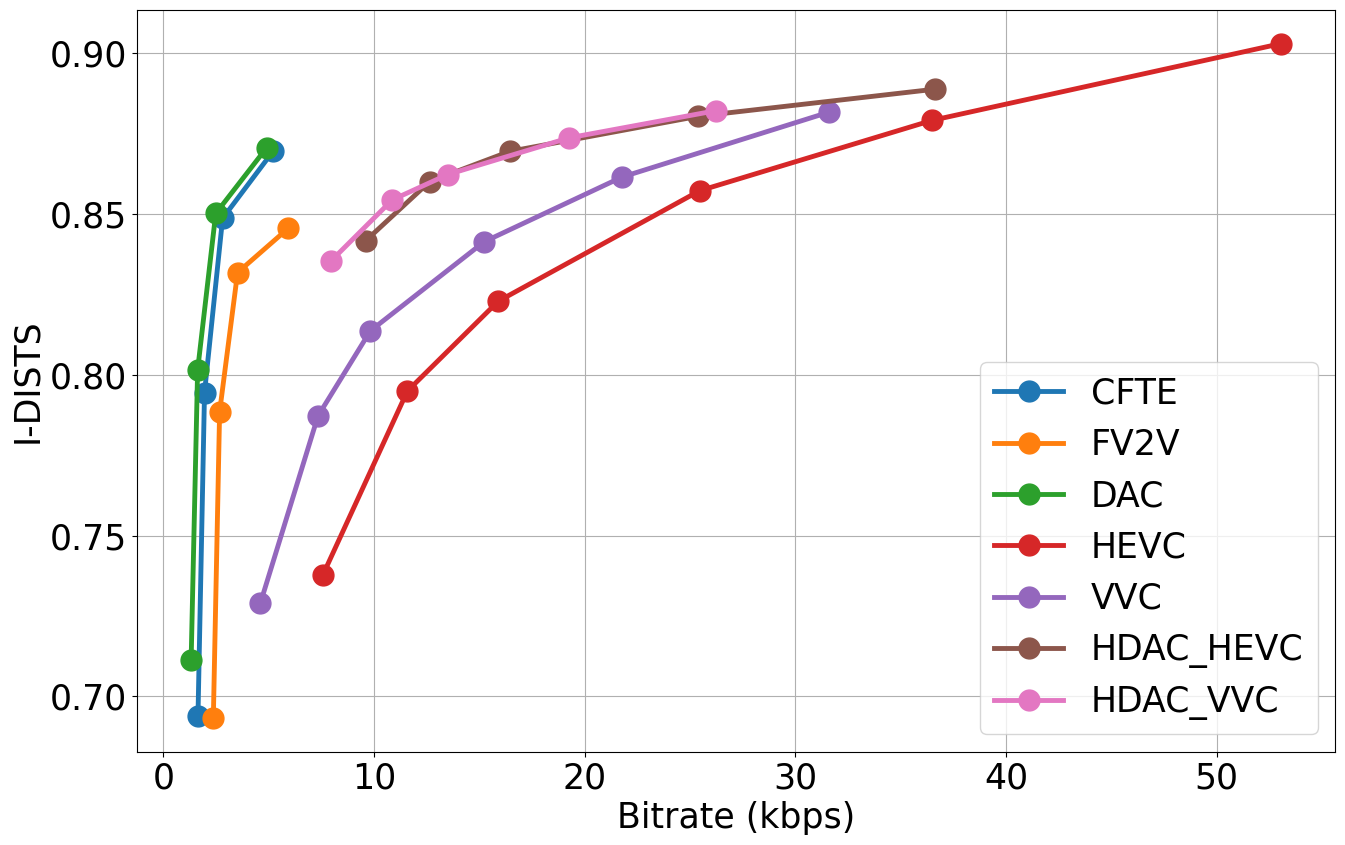 I-DISTS
0.90
0.85
0.80
0.75
0.70
0 10 20 30 40 50
Bitrate (kbps)
CFTE
FV2V
DAC
HEVC
VVC
HDAC_HEVC
HDAC_VVC